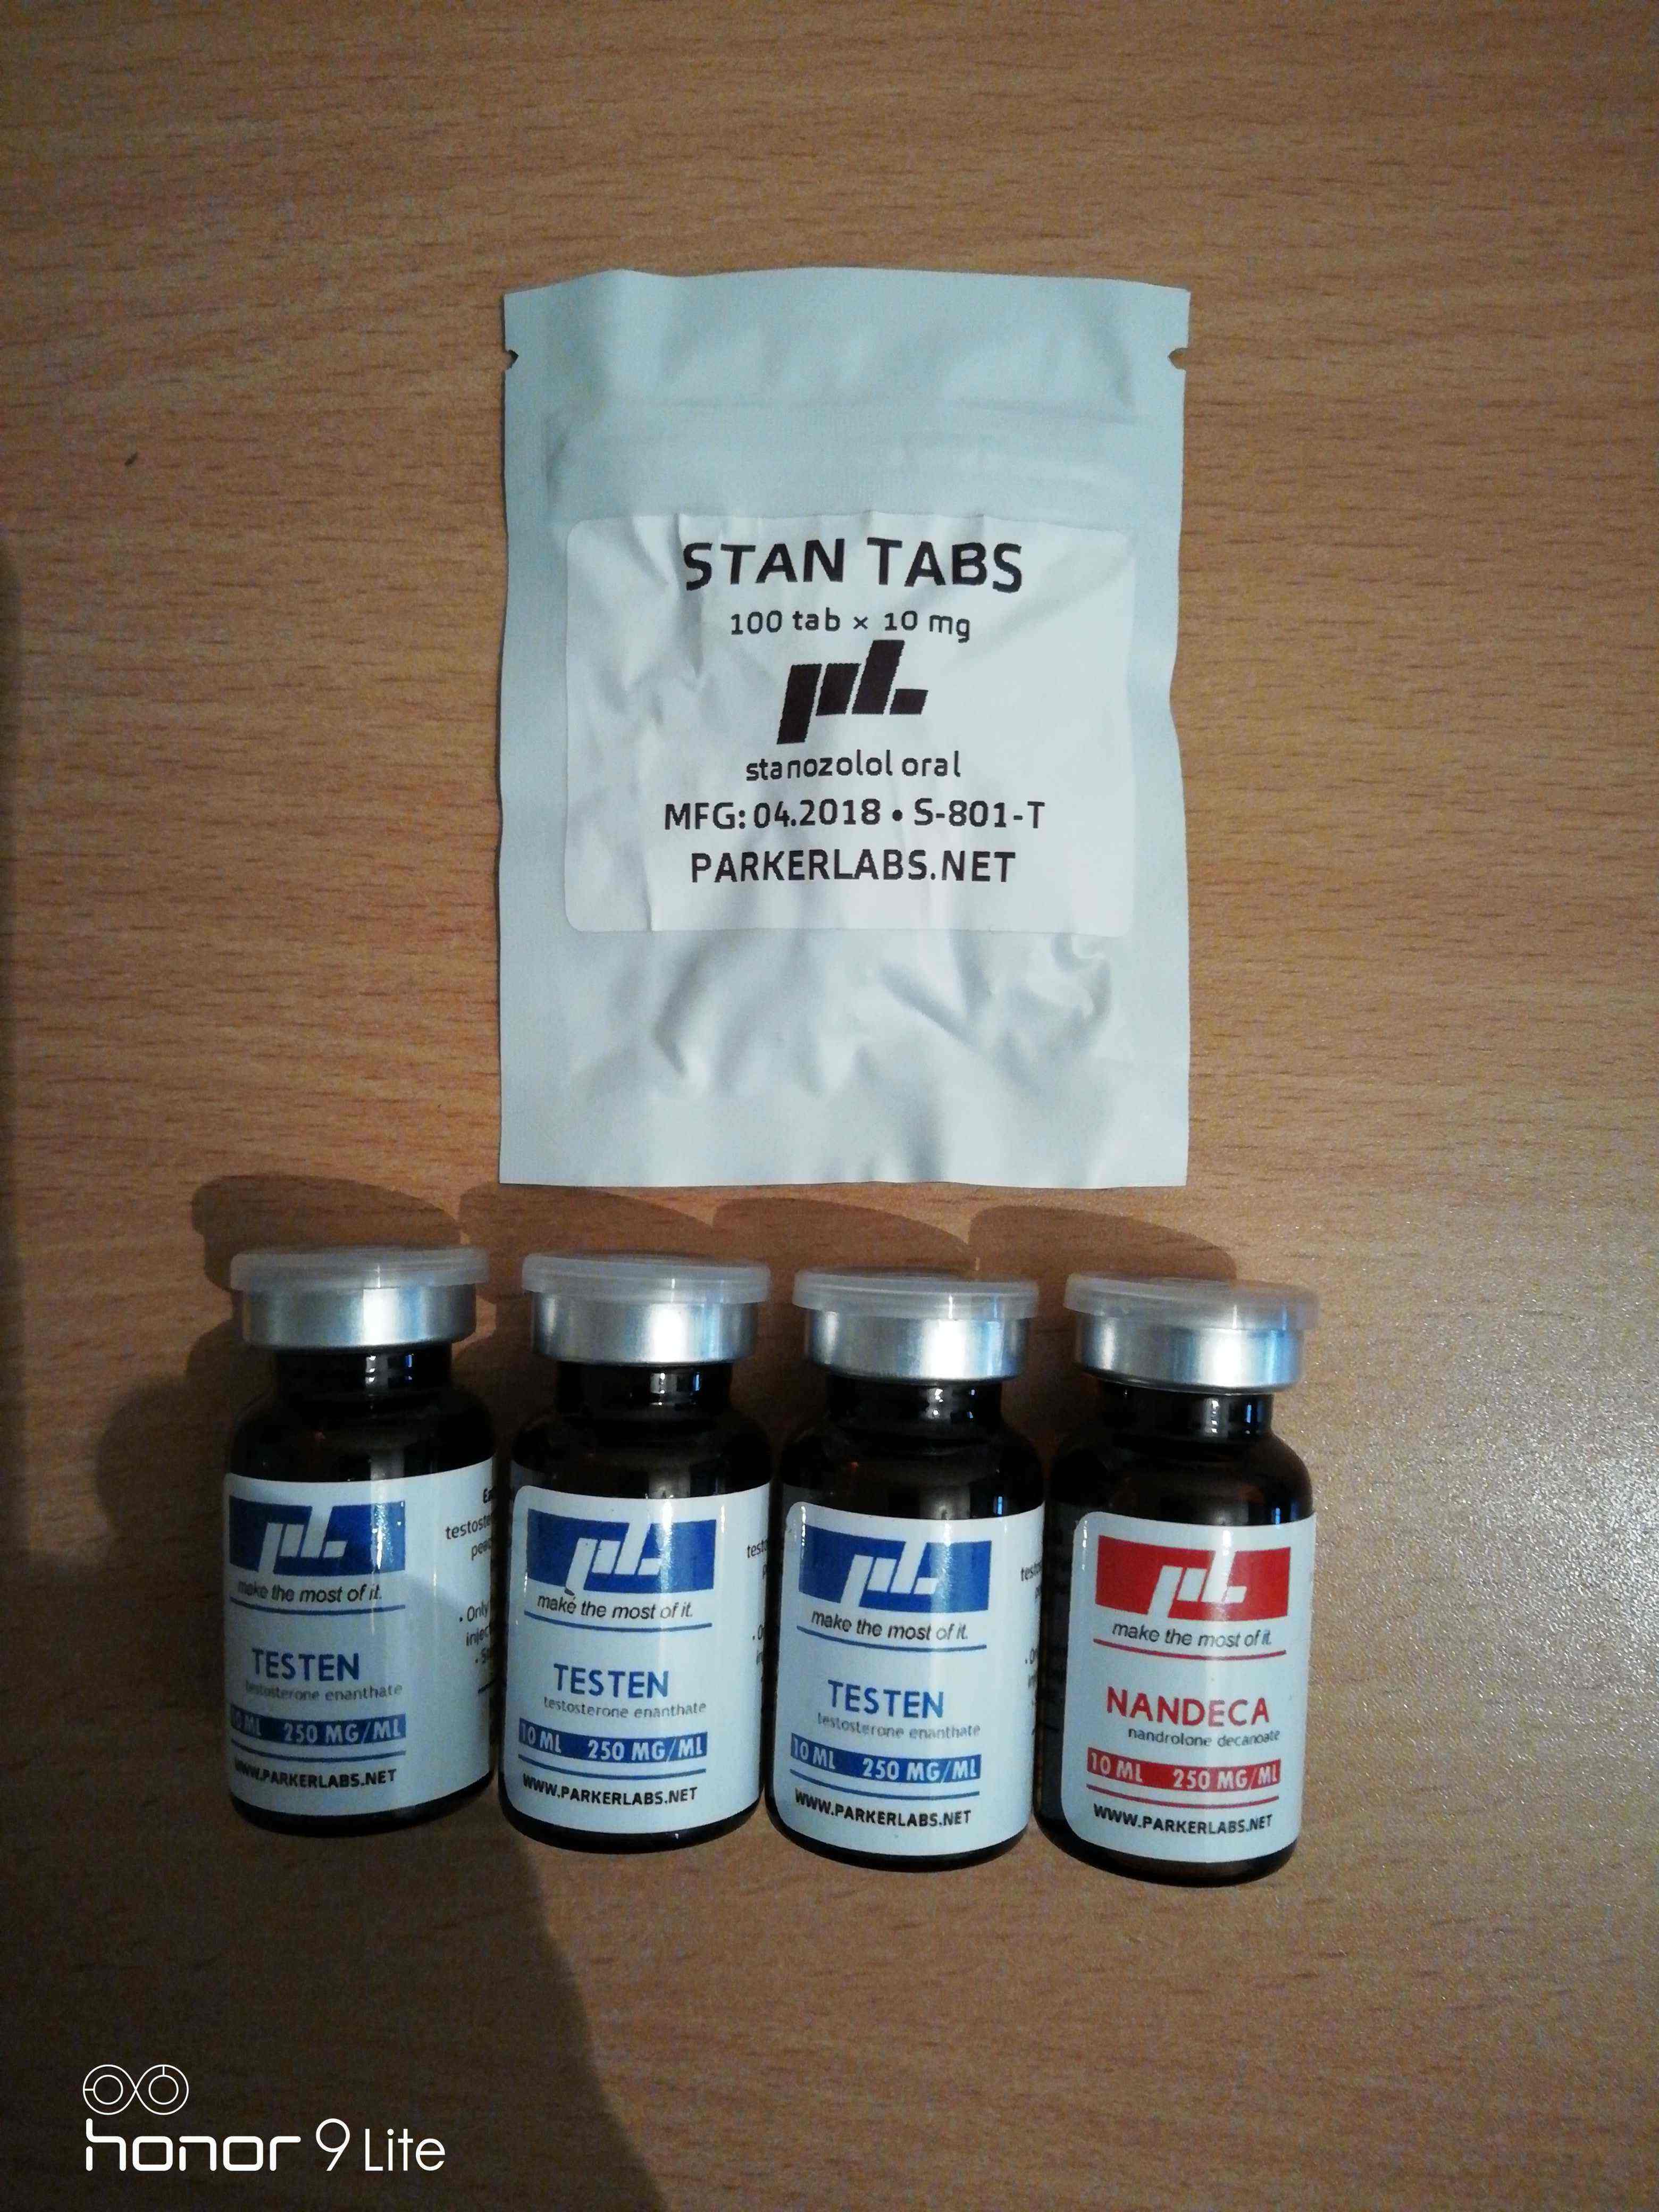 STAN TABS
100 tab × 10 mg
pL.
stanozolol oral
MFG: 04.2018 • S-801-T
PARKERLABS.NET
pL.
make the most of it.
TESTEN
testosterone enanthate
10 ML 250 MG/ML
WWW.PARKERLABS.NET
pL.
make the most of it.
TESTEN
testosterone enanthate
10 ML 250 MG/ML
WWW.PARKERLABS.NET
pL.
make the most of it.
TESTEN
testosterone enanthate
10 ML 250 MG/ML
WWW.PARKERLABS.NET
pL.
make the most of it.
NANDECA
nandrolone decanoate
10 ML 250 MG/ML
WWW.PARKERLABS.NET
honor 9 Lite